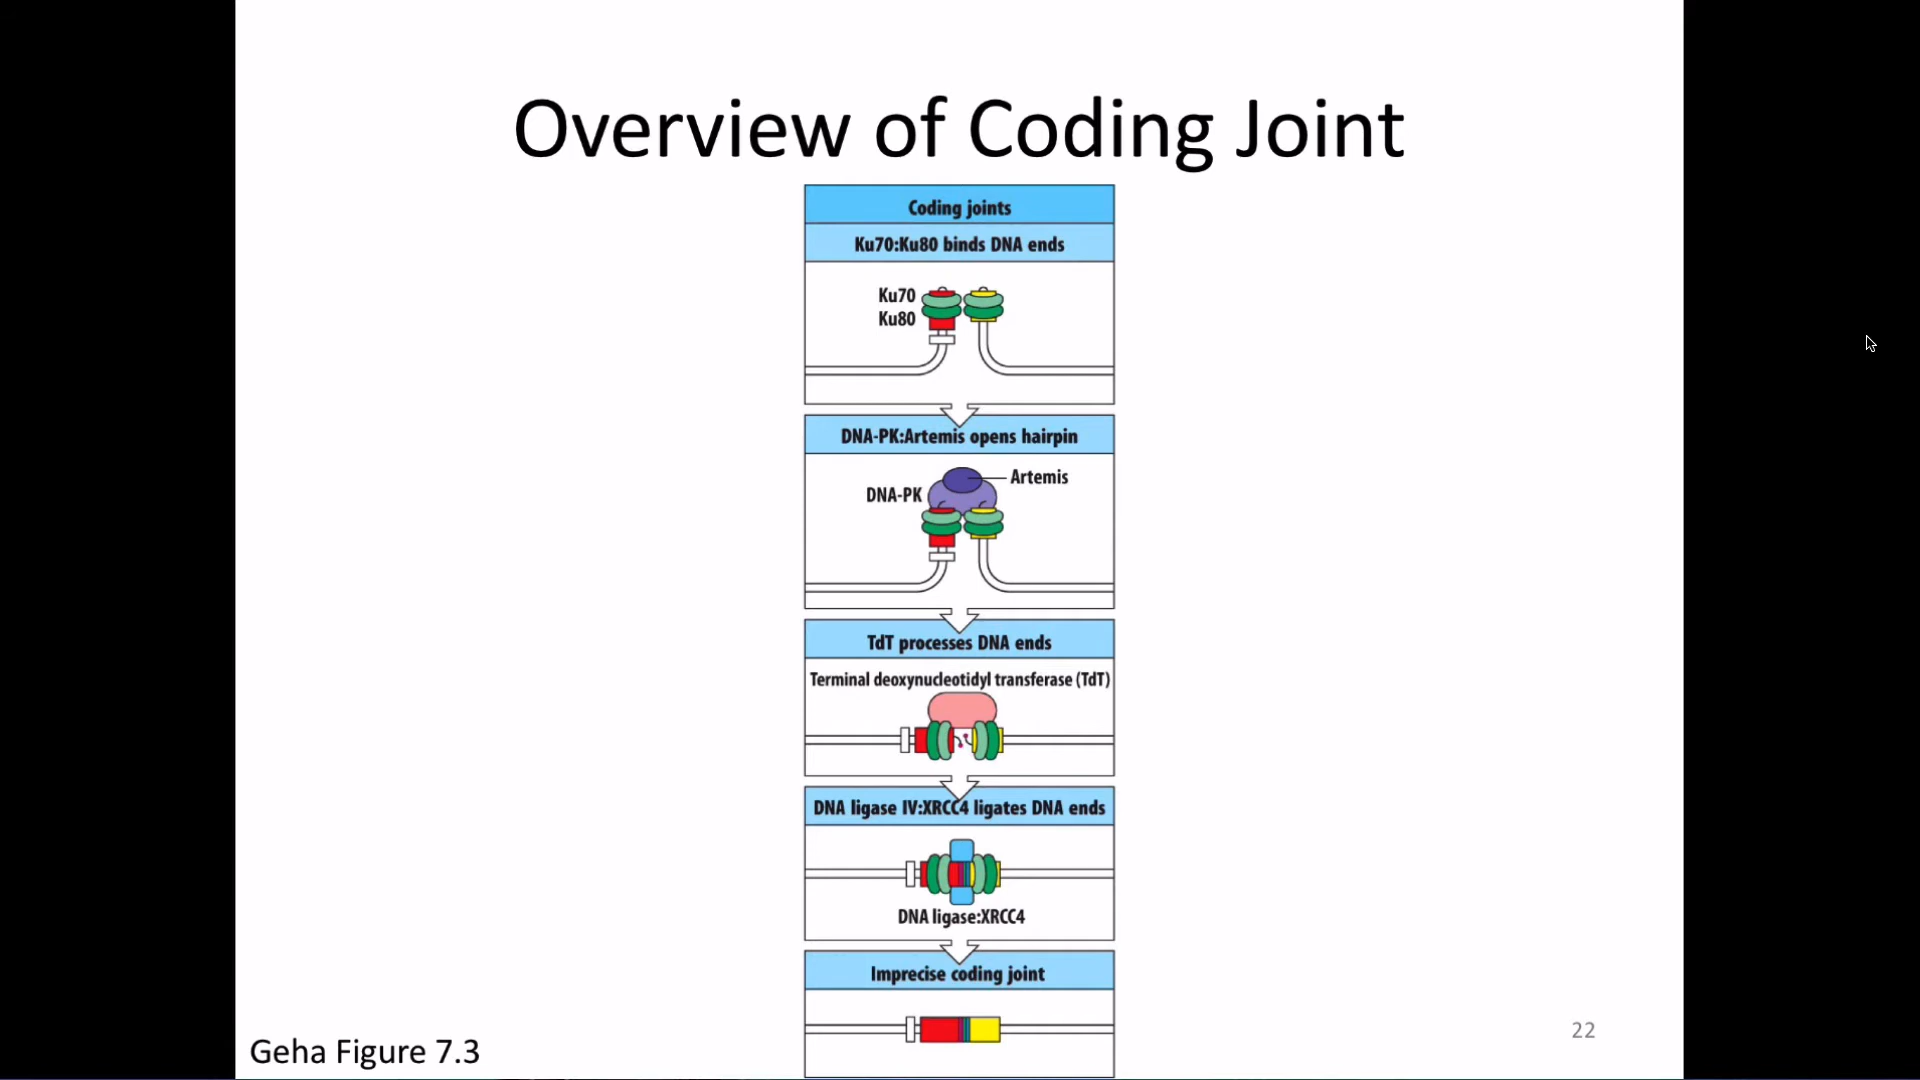 Overview of Coding Joint
Coding joints
Ku70:Ku80 binds DNA ends
Ku70
Ku80
DNA-PK:Artemis opens hairpin
Artemis
DNA-PK
TdT processes DNA ends
Terminal deoxynucleotidyl transferase (TdT)
DNA ligase IV:XRCC4 ligates DNA ends
DNA ligase:XRCC4
Imprecise coding joint
Geha Figure 7.3
22